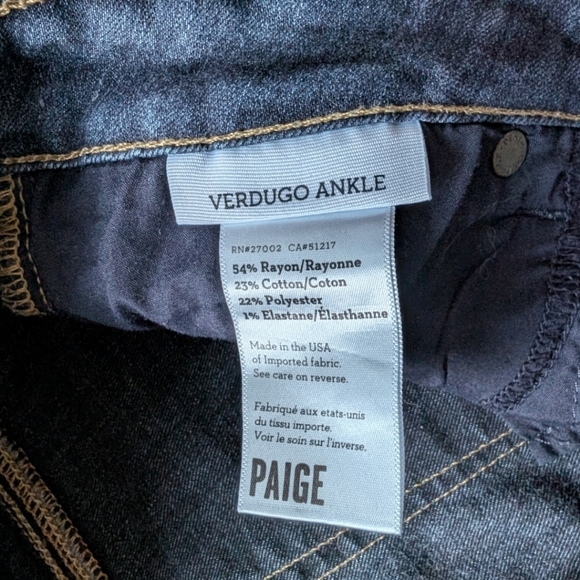 VERDUGO ANKLE
RN#27002 CA#51217
54% Rayon/Rayonne
23% Cotton/Coton
22% Polyester
1% Elastane/Élasthanne
Made in the USA
of Imported fabric.
See care on reverse.
Fabriqué aux etats-unis
du tissu importe.
Voir le soin sur l'inverse.
PAIGE